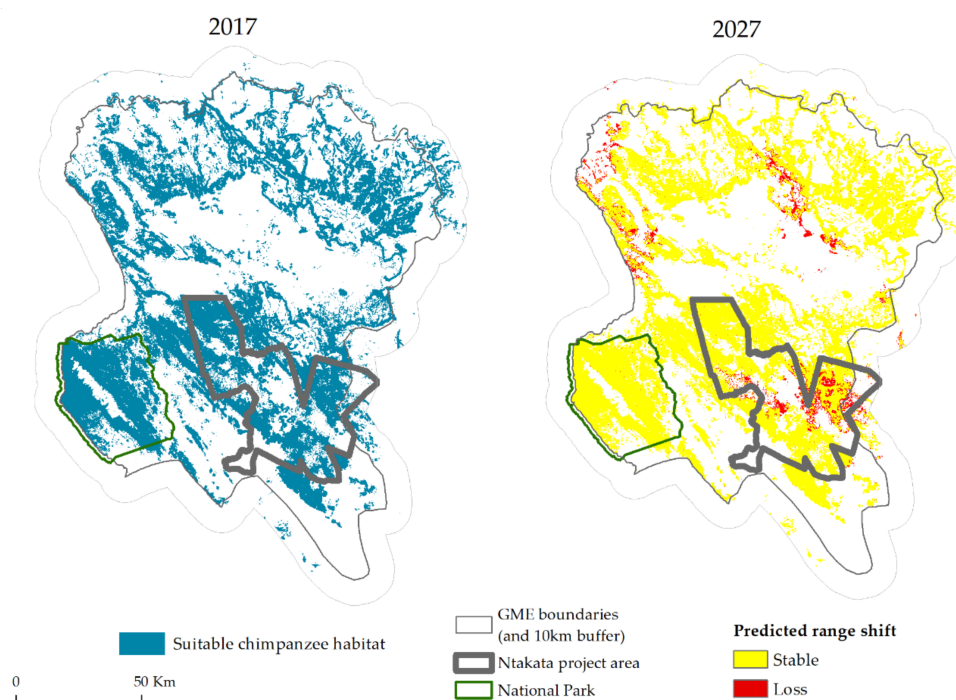 2017
2027
Suitable chimpanzee habitat
0
50 Km
GME boundaries
(and 10km buffer)
Ntakata project area
National Park
Predicted range shift
Stable
Loss